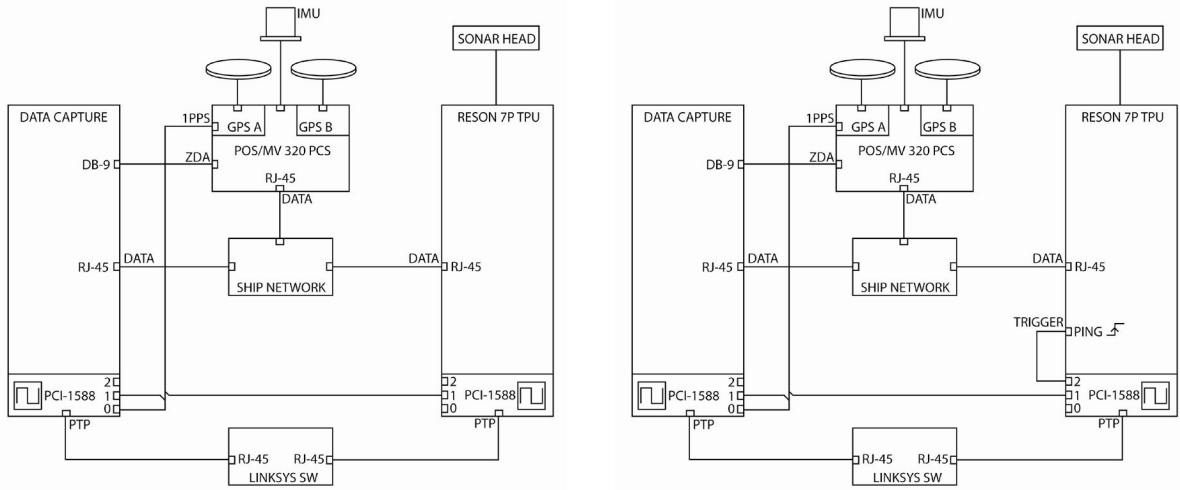 IMU
SONAR HEAD
DATA CAPTURE
1PPS
GPS A
GPS B
RESON 7P TPU
POS/MV 320 PCS
DB-9
ZDA
RJ-45
DATA
RJ-45
DATA
DATA
RJ-45
SHIP NETWORK
PCI-1588
2
1
0
2
1
0
PCI-1588
PTP
PTP
RJ-45
RJ-45
LINKSYS SW
IMU
SONAR HEAD
DATA CAPTURE
1PPS
GPS A
GPS B
RESON 7P TPU
POS/MV 320 PCS
DB-9
ZDA
RJ-45
DATA
RJ-45
DATA
DATA
RJ-45
SHIP NETWORK
TRIGGER
PING
PCI-1588
2
1
0
2
1
0
PCI-1588
PTP
PTP
RJ-45
RJ-45
LINKSYS SW